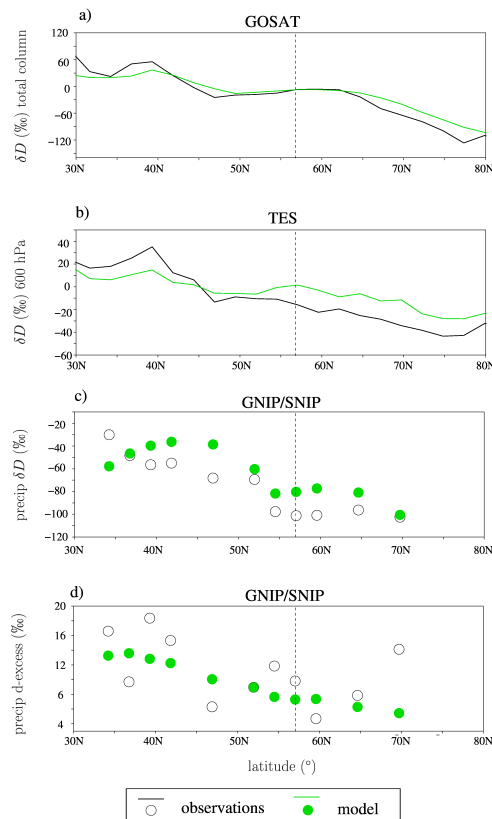 a) GOSAT
δD (‰) total column
120
60
0
−60
−120
30N 40N 50N 60N 70N 80N
b) TES
δD (‰) 600 hPa
40
20
0
−20
−40
−60
30N 40N 50N 60N 70N 80N
c) GNIP/SNIP
precip δD (‰)
−20
−40
−60
−80
−100
−120
30N 40N 50N 60N 70N 80N
d) GNIP/SNIP
precip d-excess (‰)
20
16
12
6
4
30N 40N 50N 60N 70N 80N
latitude (°)
observations model